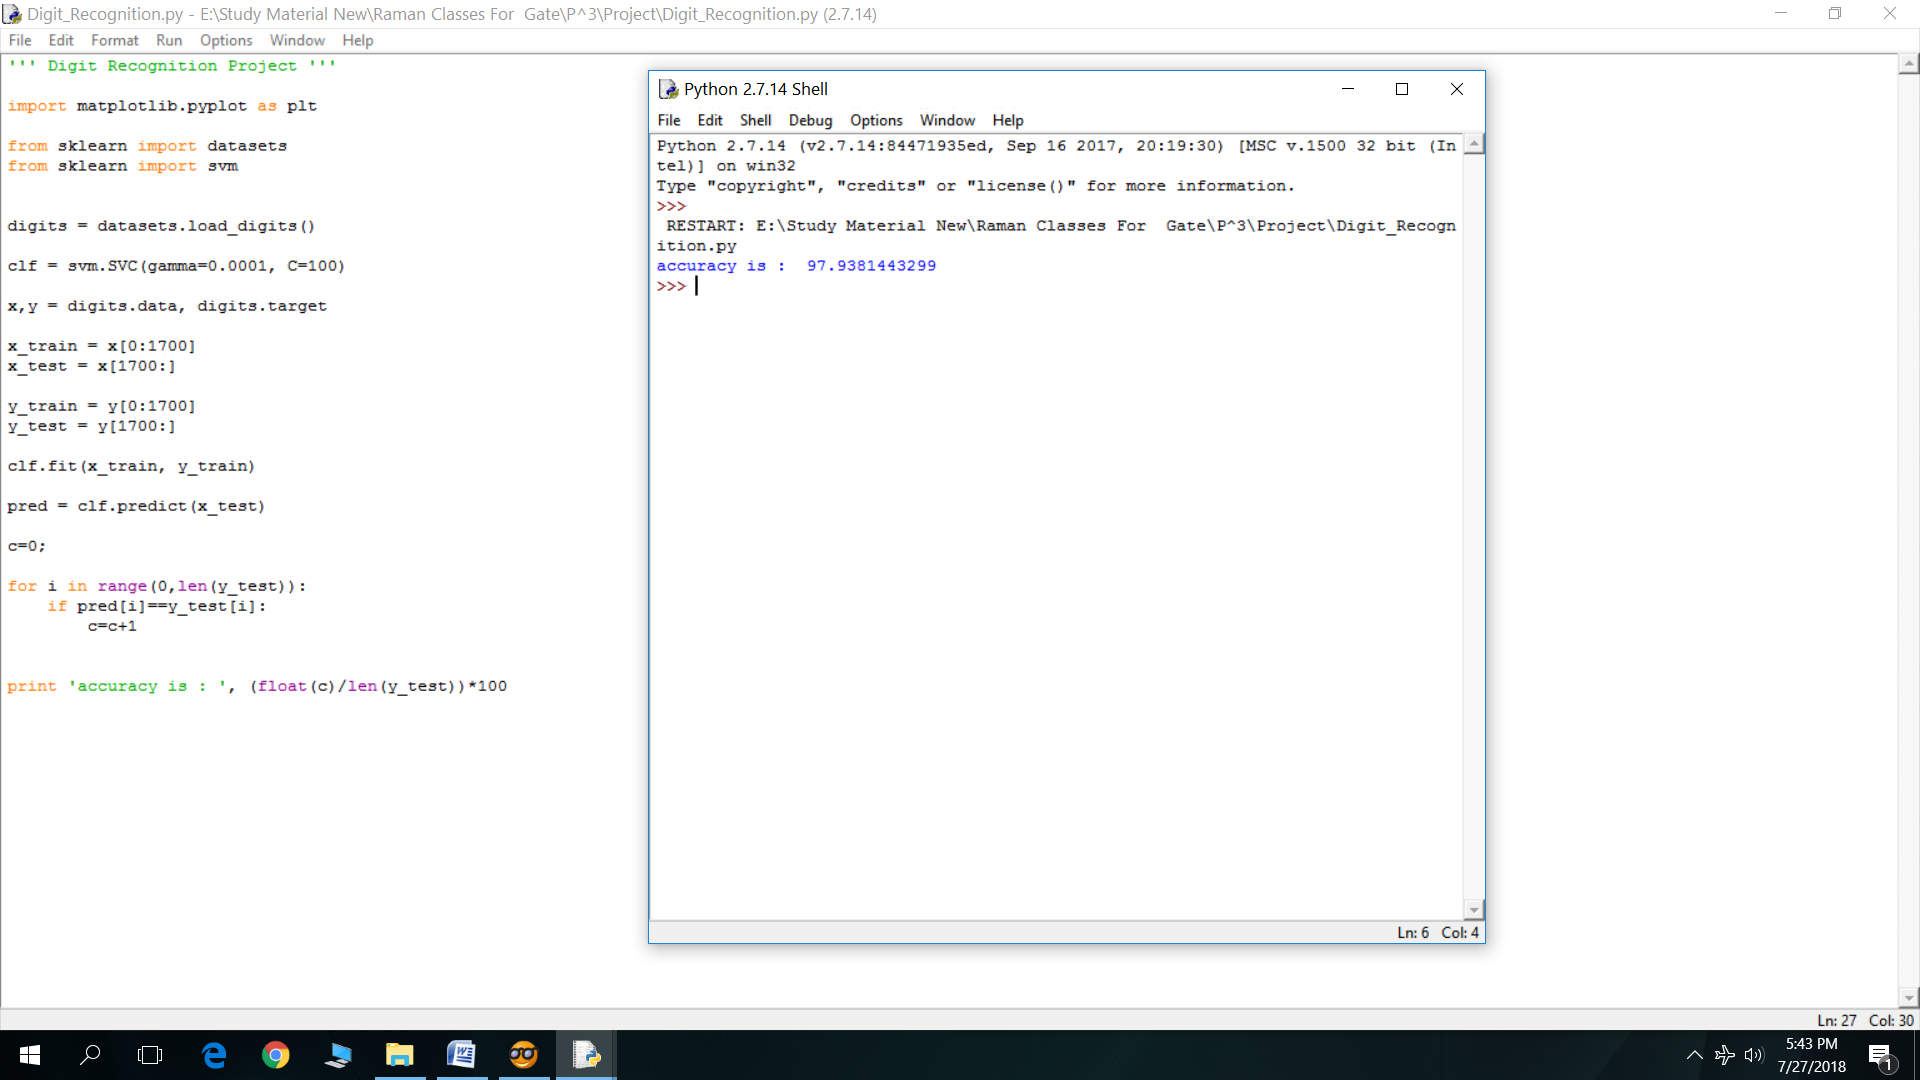 Digit_Recognition.py - E:\Study Material New\Raman Classes For  Gate\P^3\Project\Digit_Recognition.py (2.7.14)
File Edit Format Run Options Window Help
''' Digit Recognition Project '''
import matplotlib.pyplot as plt
from sklearn import datasets
from sklearn import svm
digits = datasets.load_digits()
clf = svm.SVC(gamma=0.0001, C=100)
x,y = digits.data, digits.target
x_train = x[0:1700]
x_test = x[1700:]
y_train = y[0:1700]
y_test = y[1700:]
clf.fit(x_train, y_train)
pred = clf.predict(x_test)
c=0;
for i in range(0,len(y_test)):
    if pred[i]==y_test[i]:
        c=c+1
print 'accuracy is : ', (float(c)/len(y_test))*100
Python 2.7.14 Shell
File Edit Shell Debug Options Window Help
Python 2.7.14 (v2.7.14:84471935ed, Sep 16 2017, 20:19:30) [MSC v.1500 32 bit (In
tel)] on win32
Type "copyright", "credits" or "license()" for more information.
>>>
 RESTART: E:\Study Material New\Raman Classes For  Gate\P^3\Project\Digit_Recogn
ition.py
accuracy is :  97.9381443299
>>>
Ln: 6 Col: 4
Ln: 27 Col: 30
5:43 PM
7/27/2018
1